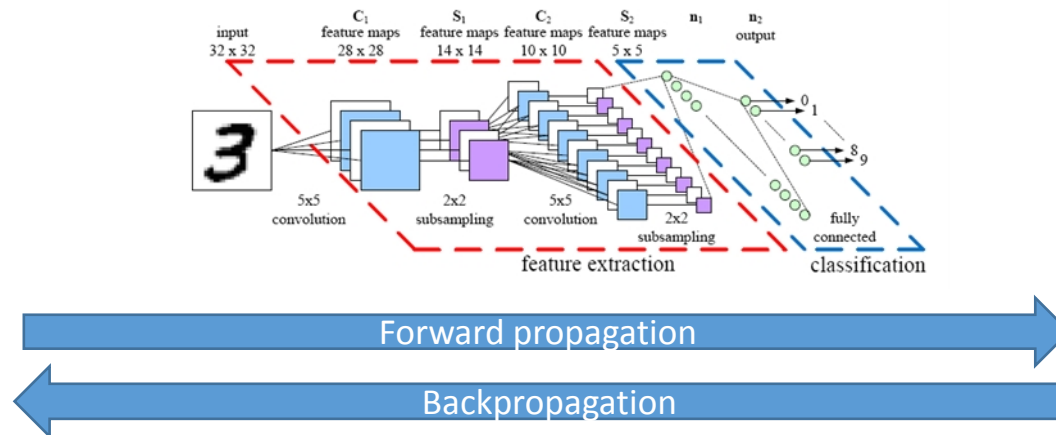 C1 S1 C2 S2 n1 n2
input feature maps feature maps feature maps feature maps output
32 x 32 28 x 28 14 x 14 10 x 10 5 x 5
3
0
1
8
9
5x5 2x2 5x5 2x2 fully
convolution subsampling convolution subsampling connected
feature extraction classification
Forward propagation
Backpropagation